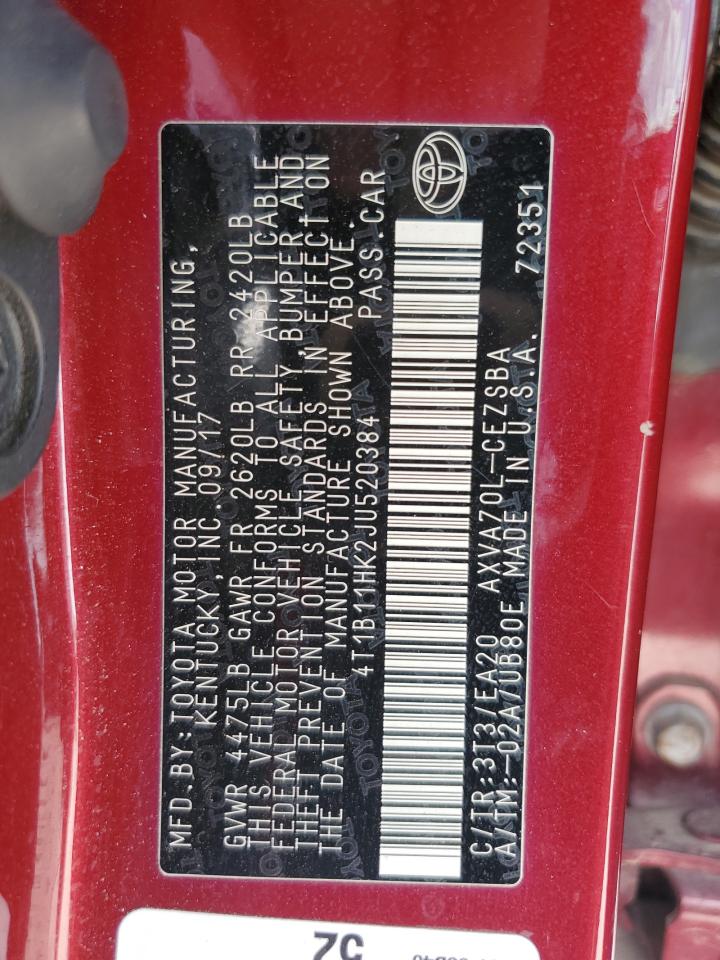 MFD.BY:TOYOTA MOTOR MANUFACTURING,
KENTUCKY,INC. 09/17
GVWR 4475LB GAWR FR 2620LB RR 2420LB
THIS VEHICLE CONFORMS TO ALL APPLICABLE
FEDERAL MOTOR VEHICLE SAFETY,BUMPER AND
THEFT PREVENTION STANDARDS IN EFFECT ON
THE DATE OF MANUFACTURE SHOWN ABOVE.
4T1B11HK2JU520384 PASS.CAR
C/TR:3T3/EA20 AXVA70L-CEZSBA
A/TM:-02A/UB80E MADE IN U.S.A. 72351
52